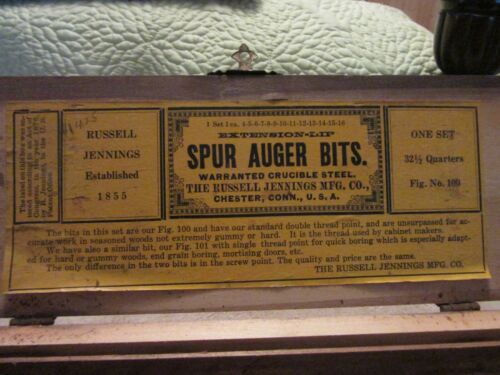 RUSSELL
JENNINGS
Established
1855
1 Set 1 ea. 4-5-6-7-8-9-10-11-12-13-14-15-16
EXTENSION-LIP
SPUR AUGER BITS.
WARRANTED CRUCIBLE STEEL.
THE RUSSELL JENNINGS MFG. CO.,
CHESTER, CONN., U. S. A.
ONE SET
32½ Quarters
Fig. No. 100
The bits in this set are our Fig. 100 and have our standard double thread point, and are unsurpassed for ac-
curate work in seasoned woods not extremely gummy or hard. It is the thread used by cabinet makers.
We have also a similar bit, our Fig. 101 with single thread point for quick boring which is especially adapt-
ed for hard or gummy woods, end grain boring, mortising doors, etc.
The only difference in the two bits is in the screw point. The quality and price are the same.
THE RUSSELL JENNINGS MFG. CO.